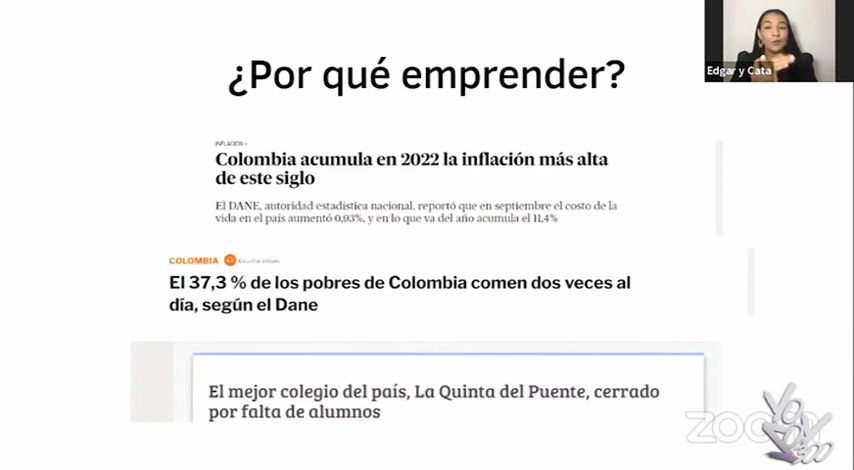 ¿Por qué emprender?
Edgar y Cata
INFLACIÓN >
Colombia acumula en 2022 la inflación más alta
de este siglo
El DANE, autoridad estadística nacional, reportó que en septiembre el costo de la
vida en el país aumentó 0,93%, y en lo que va del año acumula el 11,4%
COLOMBIA
El 37,3 % de los pobres de Colombia comen dos veces al
día, según el Dane
El mejor colegio del país, La Quinta del Puente, cerrado
por falta de alumnos
zoom